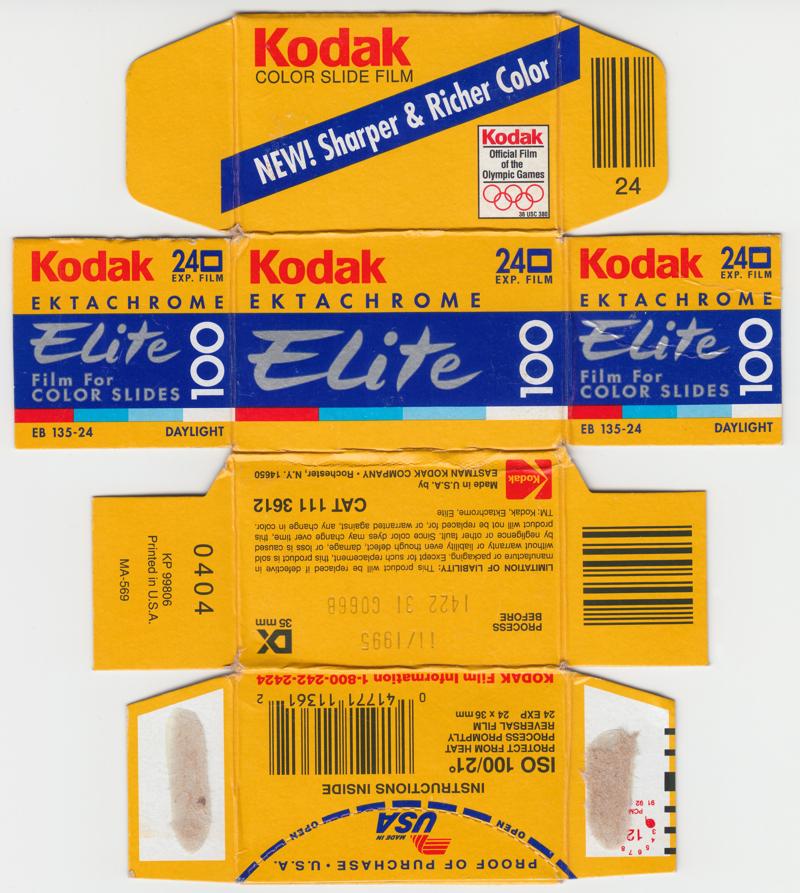 Kodak
COLOR SLIDE FILM
NEW! Sharper & Richer Color
Kodak
Official Film
of the
Olympic Games
36 USC 380
24
Kodak
24
EXP. FILM
EKTACHROME
Elite
100
Film For
COLOR SLIDES
EB 135-24
DAYLIGHT
Kodak
24
EXP. FILM
EKTACHROME
Elite
100
Kodak
24
EXP. FILM
EKTACHROME
Elite
100
Film For
COLOR SLIDES
EB 135-24
DAYLIGHT
0404
KP 99806
Printed in U.S.A.
MA-569
11/1995
DX
35 mm
PROCESS
BEFORE
1422 31 G0668
LIMITATION OF LIABILITY: This product will be replaced if defective in
manufacture or packaging. Except for such replacement, this product is sold
without warranty or liability even though defect, damage, or loss is caused
by negligence or other fault. Since color dyes may change over time, this
product will not be replaced for, or warranted against, any change in color.
TM: Kodak, Ektachrome, Elite
CAT 111 3612
Kodak
Made in U.S.A. by
EASTMAN KODAK COMPANY • Rochester, N.Y. 14650
PROOF OF PURCHASE • U.S.A.
MADE IN
USA
OPEN
OPEN
INSTRUCTIONS INSIDE
ISO 100/21°
PROTECT FROM HEAT
PROCESS PROMPTLY
REVERSAL FILM
24 EXP 24 x 36 mm
0 41771 11361 2
KODAK Film Information 1-800-242-2424
12
3
4
5
6
7
8
PCM
91 92